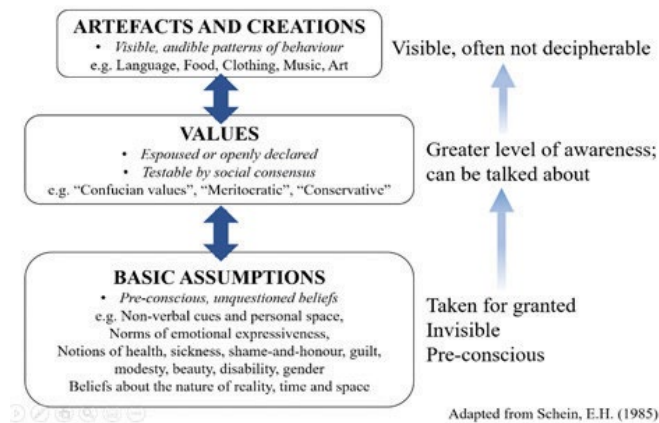 ARTEFACTS AND CREATIONS
• Visible, audible patterns of behaviour
e.g. Language, Food, Clothing, Music, Art
Visible, often not decipherable
VALUES
• Espoused or openly declared
• Testable by social consensus
e.g. “Confucian values”, “Meritocratic”, “Conservative”
Greater level of awareness;
can be talked about
BASIC ASSUMPTIONS
• Pre-conscious, unquestioned beliefs
e.g. Non-verbal cues and personal space,
Norms of emotional expressiveness,
Notions of health, sickness, shame-and-honour, guilt,
modesty, beauty, disability, gender
Beliefs about the nature of reality, time and space
Taken for granted
Invisible
Pre-conscious
Adapted from Schein, E.H. (1985)